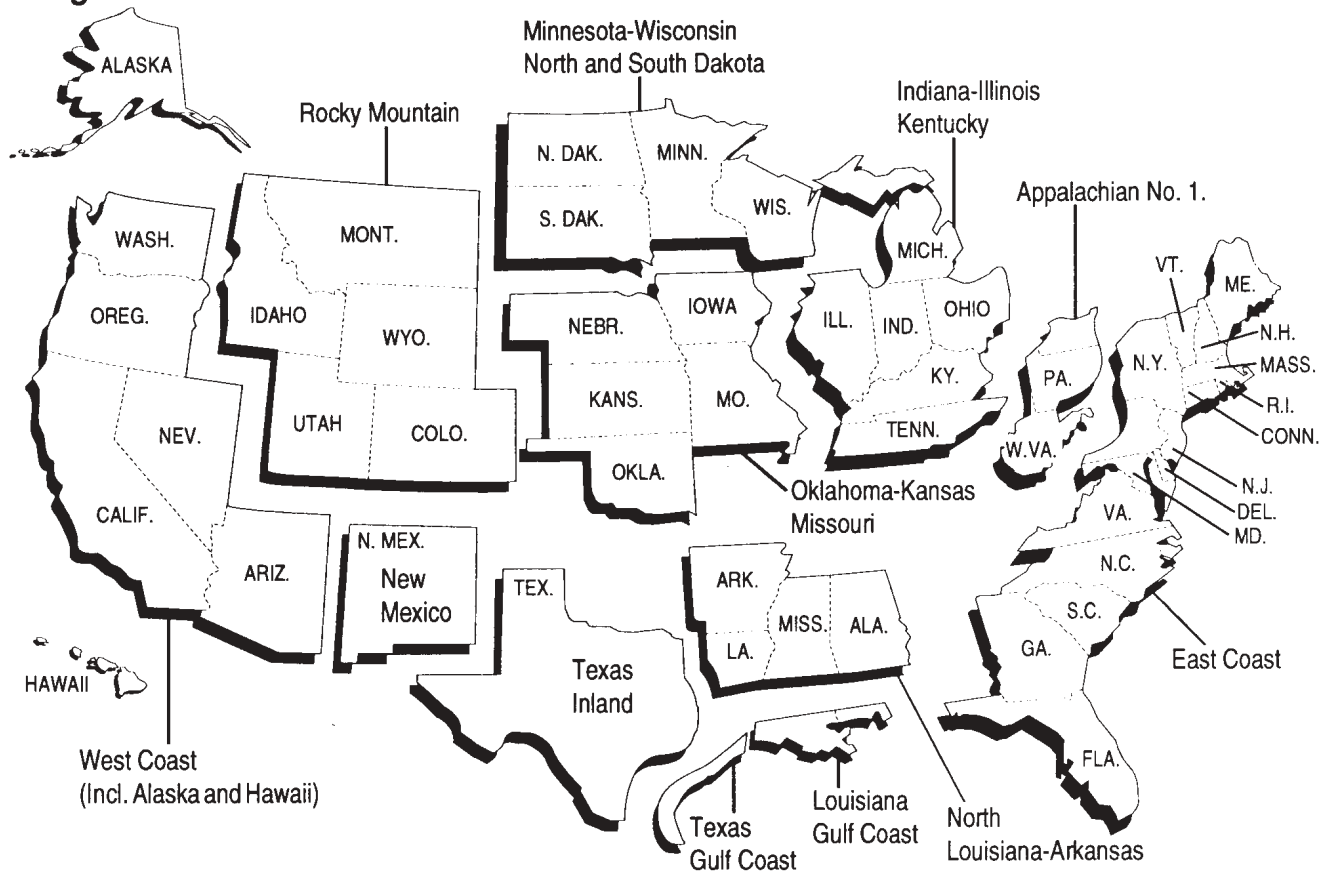 ALASKA
Rocky Mountain
Minnesota-Wisconsin
North and South Dakota
Indiana-Illinois
Kentucky
Appalachian No. 1.
WASH.
OREG.
CALIF.
NEV.
ARIZ.
HAWAII
West Coast
(Incl. Alaska and Hawaii)
MONT.
IDAHO
WYO.
UTAH
COLO.
N. MEX.
New
Mexico
N. DAK.
S. DAK.
MINN.
WIS.
NEBR.
IOWA
KANS.
MO.
OKLA.
Oklahoma-Kansas
Missouri
TEX.
Texas
Inland
MICH.
ILL.
IND.
OHIO
KY.
TENN.
ARK.
LA.
MISS.
ALA.
Texas
Gulf Coast
Louisiana
Gulf Coast
North
Louisiana-Arkansas
PA.
W.VA.
VT.
ME.
N.H.
N.Y.
MASS.
R.I.
CONN.
N.J.
DEL.
MD.
VA.
N.C.
S.C.
GA.
FLA.
East Coast